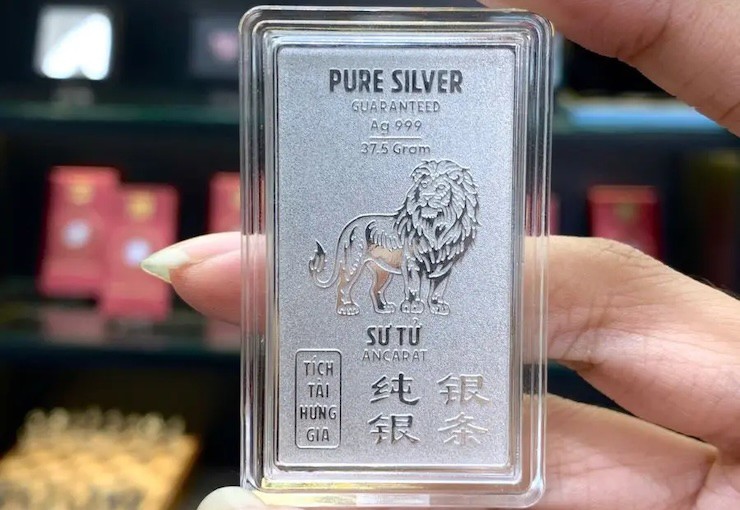 PURE SILVER
GUARANTEED
Ag 999
37.5 Gram
SƯ TỬ
ANCARAT
TÍCH
TÀI
HƯNG
GIA
纯 银
银 条